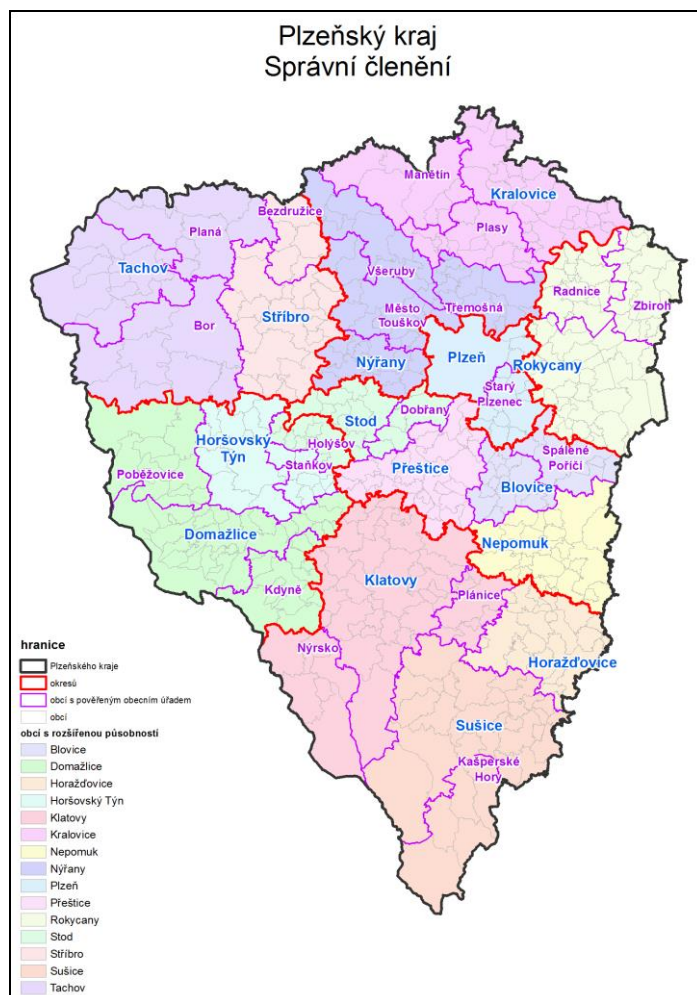 Plzeňský kraj
Správní členění
Manětín
Kralovice
Bezdružice
Planá
Plasy
Tachov
Všeruby
Radnice
Zbiroh
Bor
Stříbro
Město
Touškov
Třemošná
Nýřany
Plzeň
Rokycany
Starý
Plzenec
Stod
Dobřany
Horšovský
Týn
Holýšov
Staňkov
Poběžovice
Přeštice
Spálené
Poříčí
Blovice
Domažlice
Nepomuk
Klatovy
Kdyně
Plánice
Nýrsko
Horažďovice
Sušice
Kašperské
Hory
hranice
Plzeňského kraje
okresů
obcí s pověřeným obecním úřadem
obcí
obcí s rozšířenou působností
Blovice
Domažlice
Horažďovice
Horšovský Týn
Klatovy
Kralovice
Nepomuk
Nýřany
Plzeň
Přeštice
Rokycany
Stod
Stříbro
Sušice
Tachov